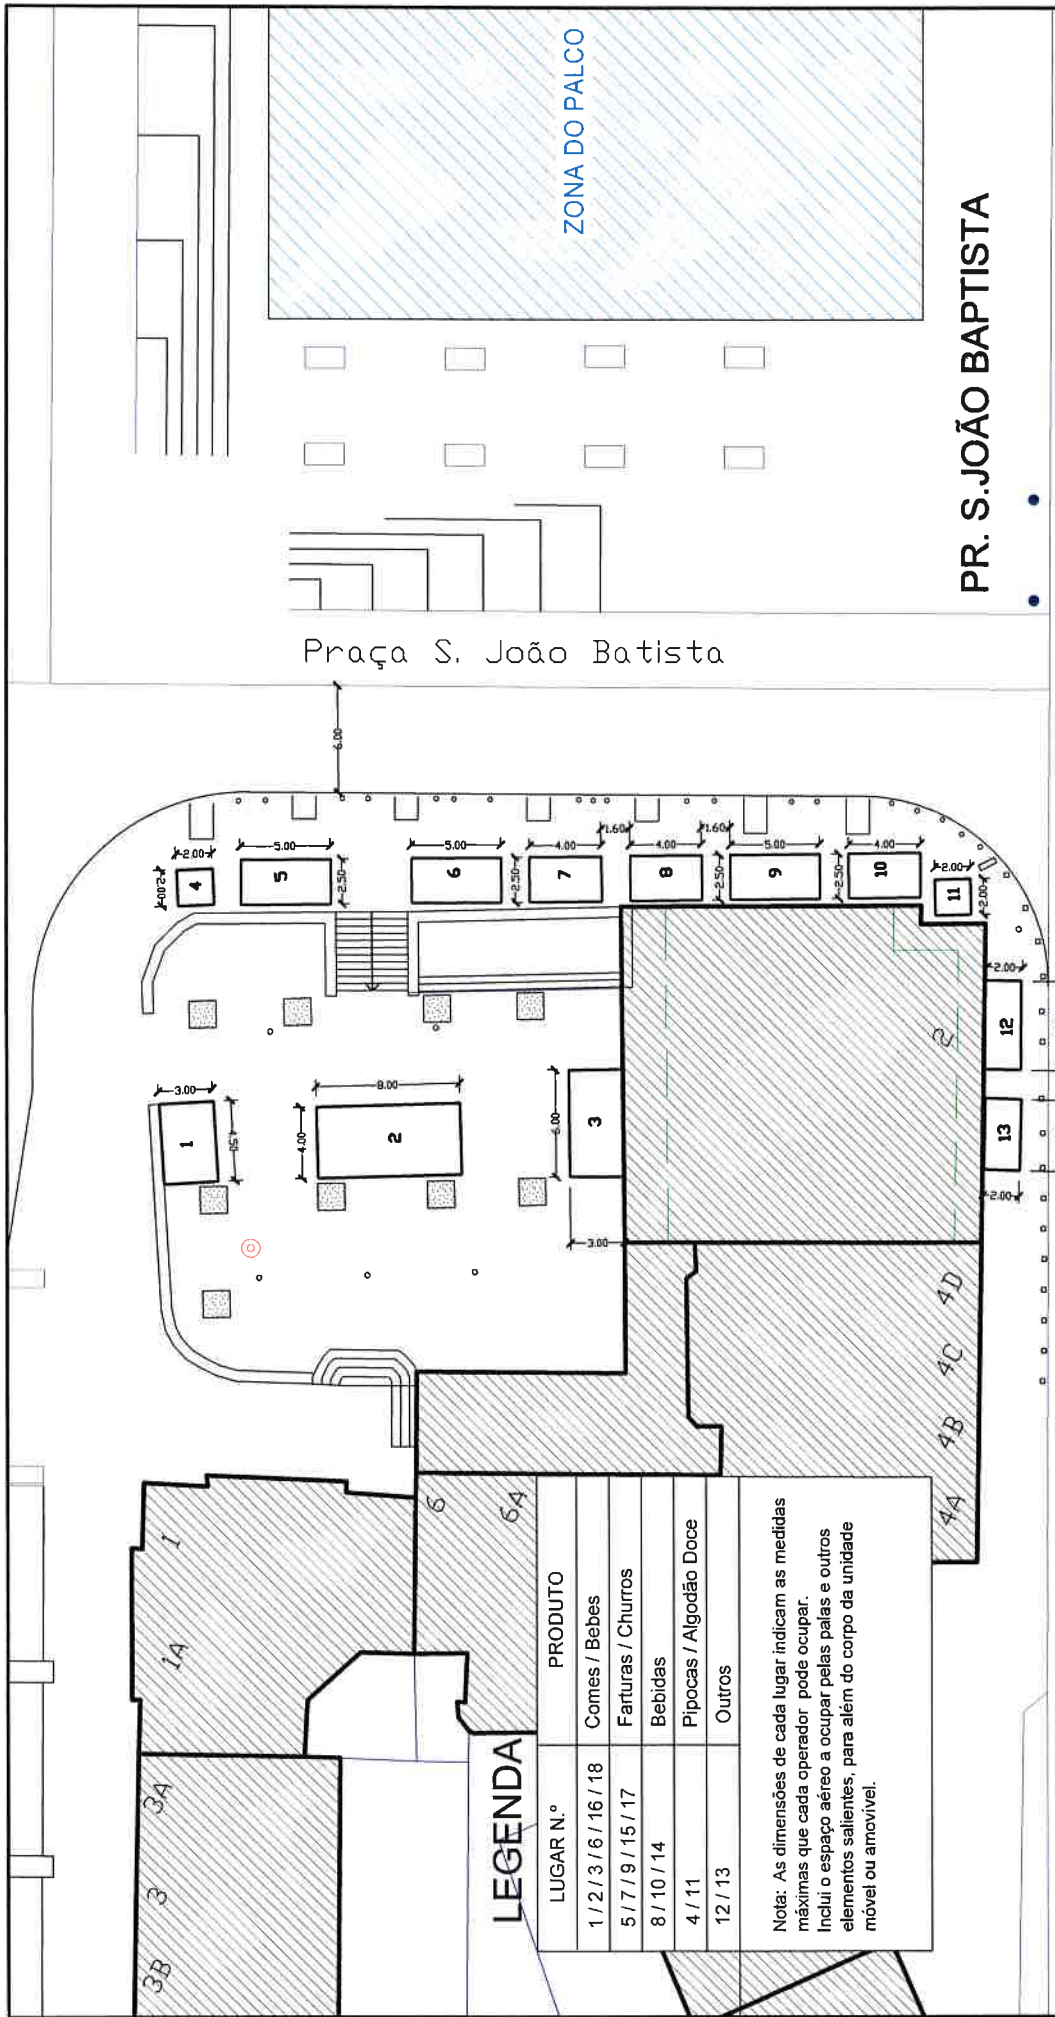 ZONA DO PALCO
PR. S.JOÃO BAPTISTA
Praça S. João Batista
6.00
4
2.00
2.00
5
5.00
2.50
6
5.00
2.50
7
4.00
1.60
8
4.00
1.60
2.50
9
5.00
2.50
10
4.00
11
2.00
2.00
12
2.00
13
2.00
1
3.00
4.50
2
8.00
4.00
3
6.00
3.00
2
4D
4C
4B
4A
6
6A
1
1A
3A
3
3B
LEGENDA
LUGAR N.º PRODUTO
1 / 2 / 3 / 6 / 16 / 18 Comes / Bebes
5 / 7 / 9 / 15 / 17 Farturas / Churros
8 / 10 / 14 Bebidas
4 / 11 Pipocas / Algodão Doce
12 / 13 Outros
Nota: As dimensões de cada lugar indicam as medidas
máximas que cada operador pode ocupar.
Inclui o espaço aéreo a ocupar pelas palas e outros
elementos salientes, para além do corpo da unidade
móvel ou amovível.